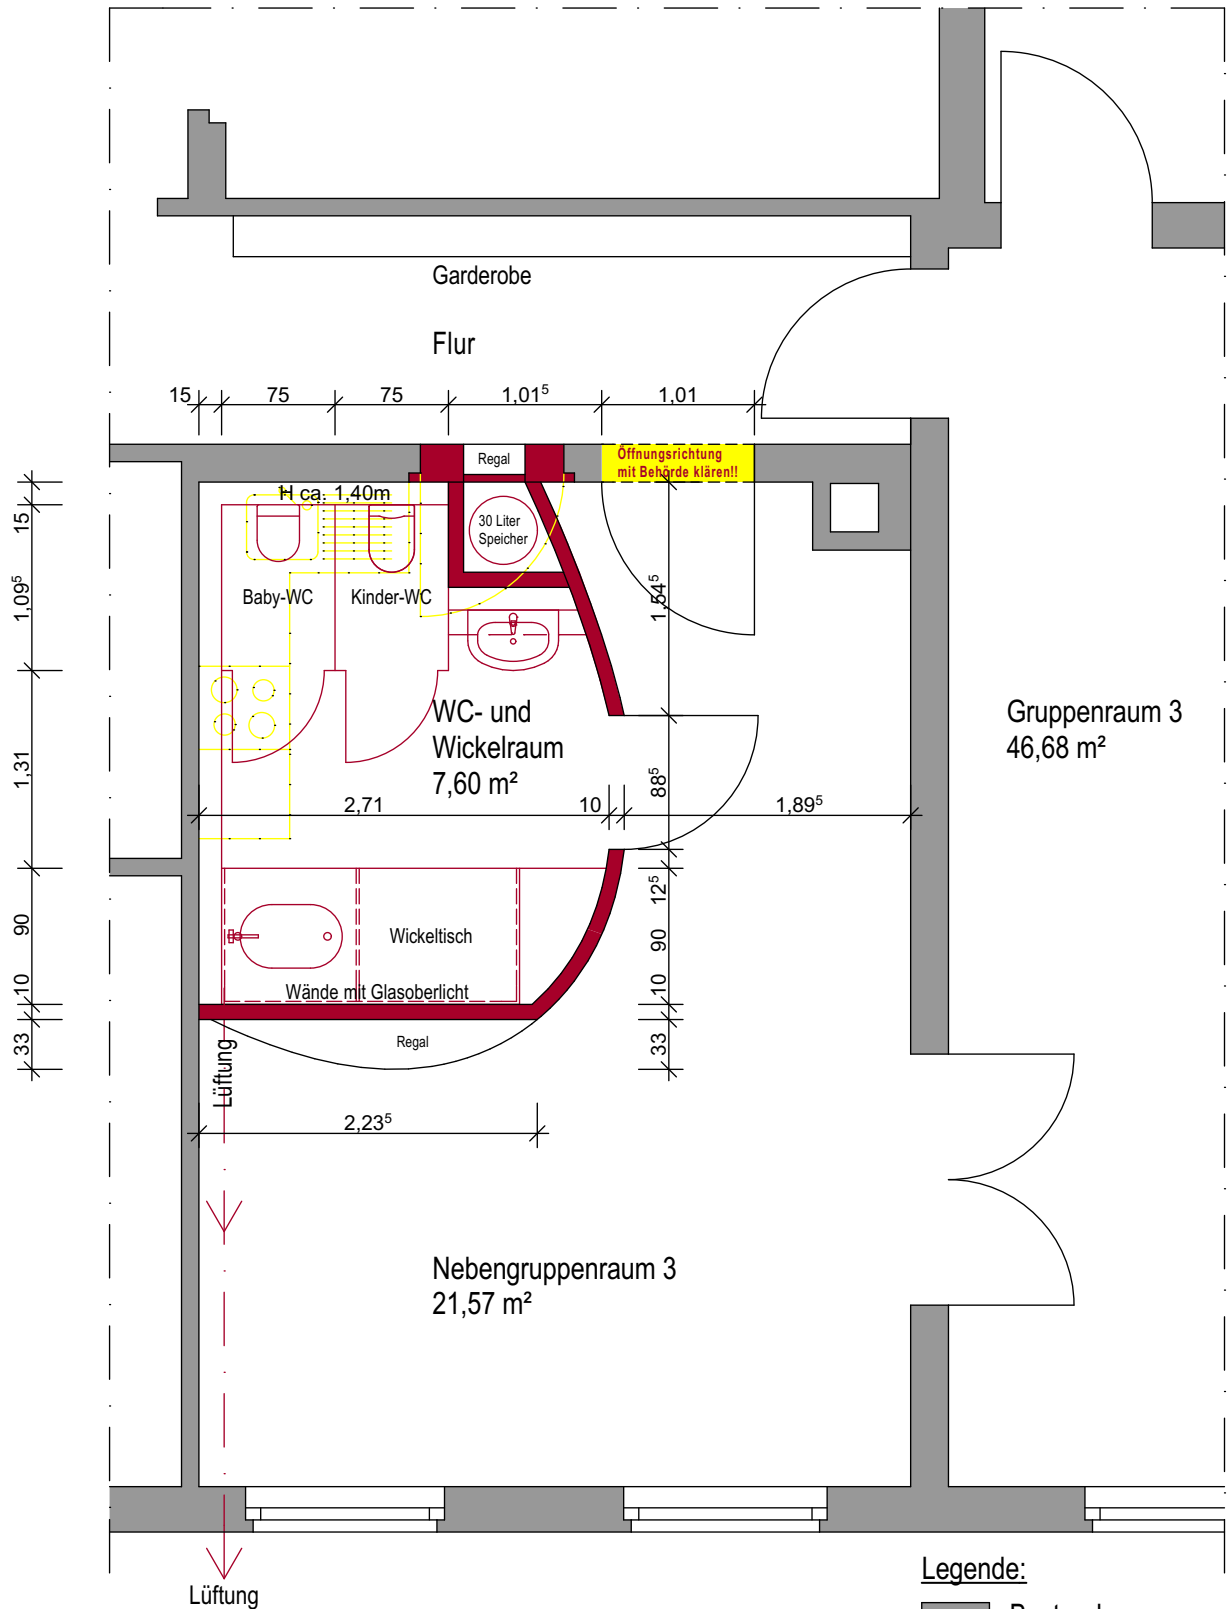 Garderobe
Flur
15
75
75
1,01⁵
1,01
Regal
Öffnungsrichtung
mit Behörde klären!!
H ca. 1,40m
30 Liter
Speicher
15
1,09⁵
1,54⁵
Baby-WC
Kinder-WC
WC- und
Wickelraum
7,60 m²
Gruppenraum 3
46,68 m²
1,31
88⁵
2,71
10
1,89⁵
12⁵
90
90
Wickeltisch
10
10
Wände mit Glasoberlicht
33
33
Regal
Lüftung
2,23⁵
Nebengruppenraum 3
21,57 m²
Legende:
Lüftung